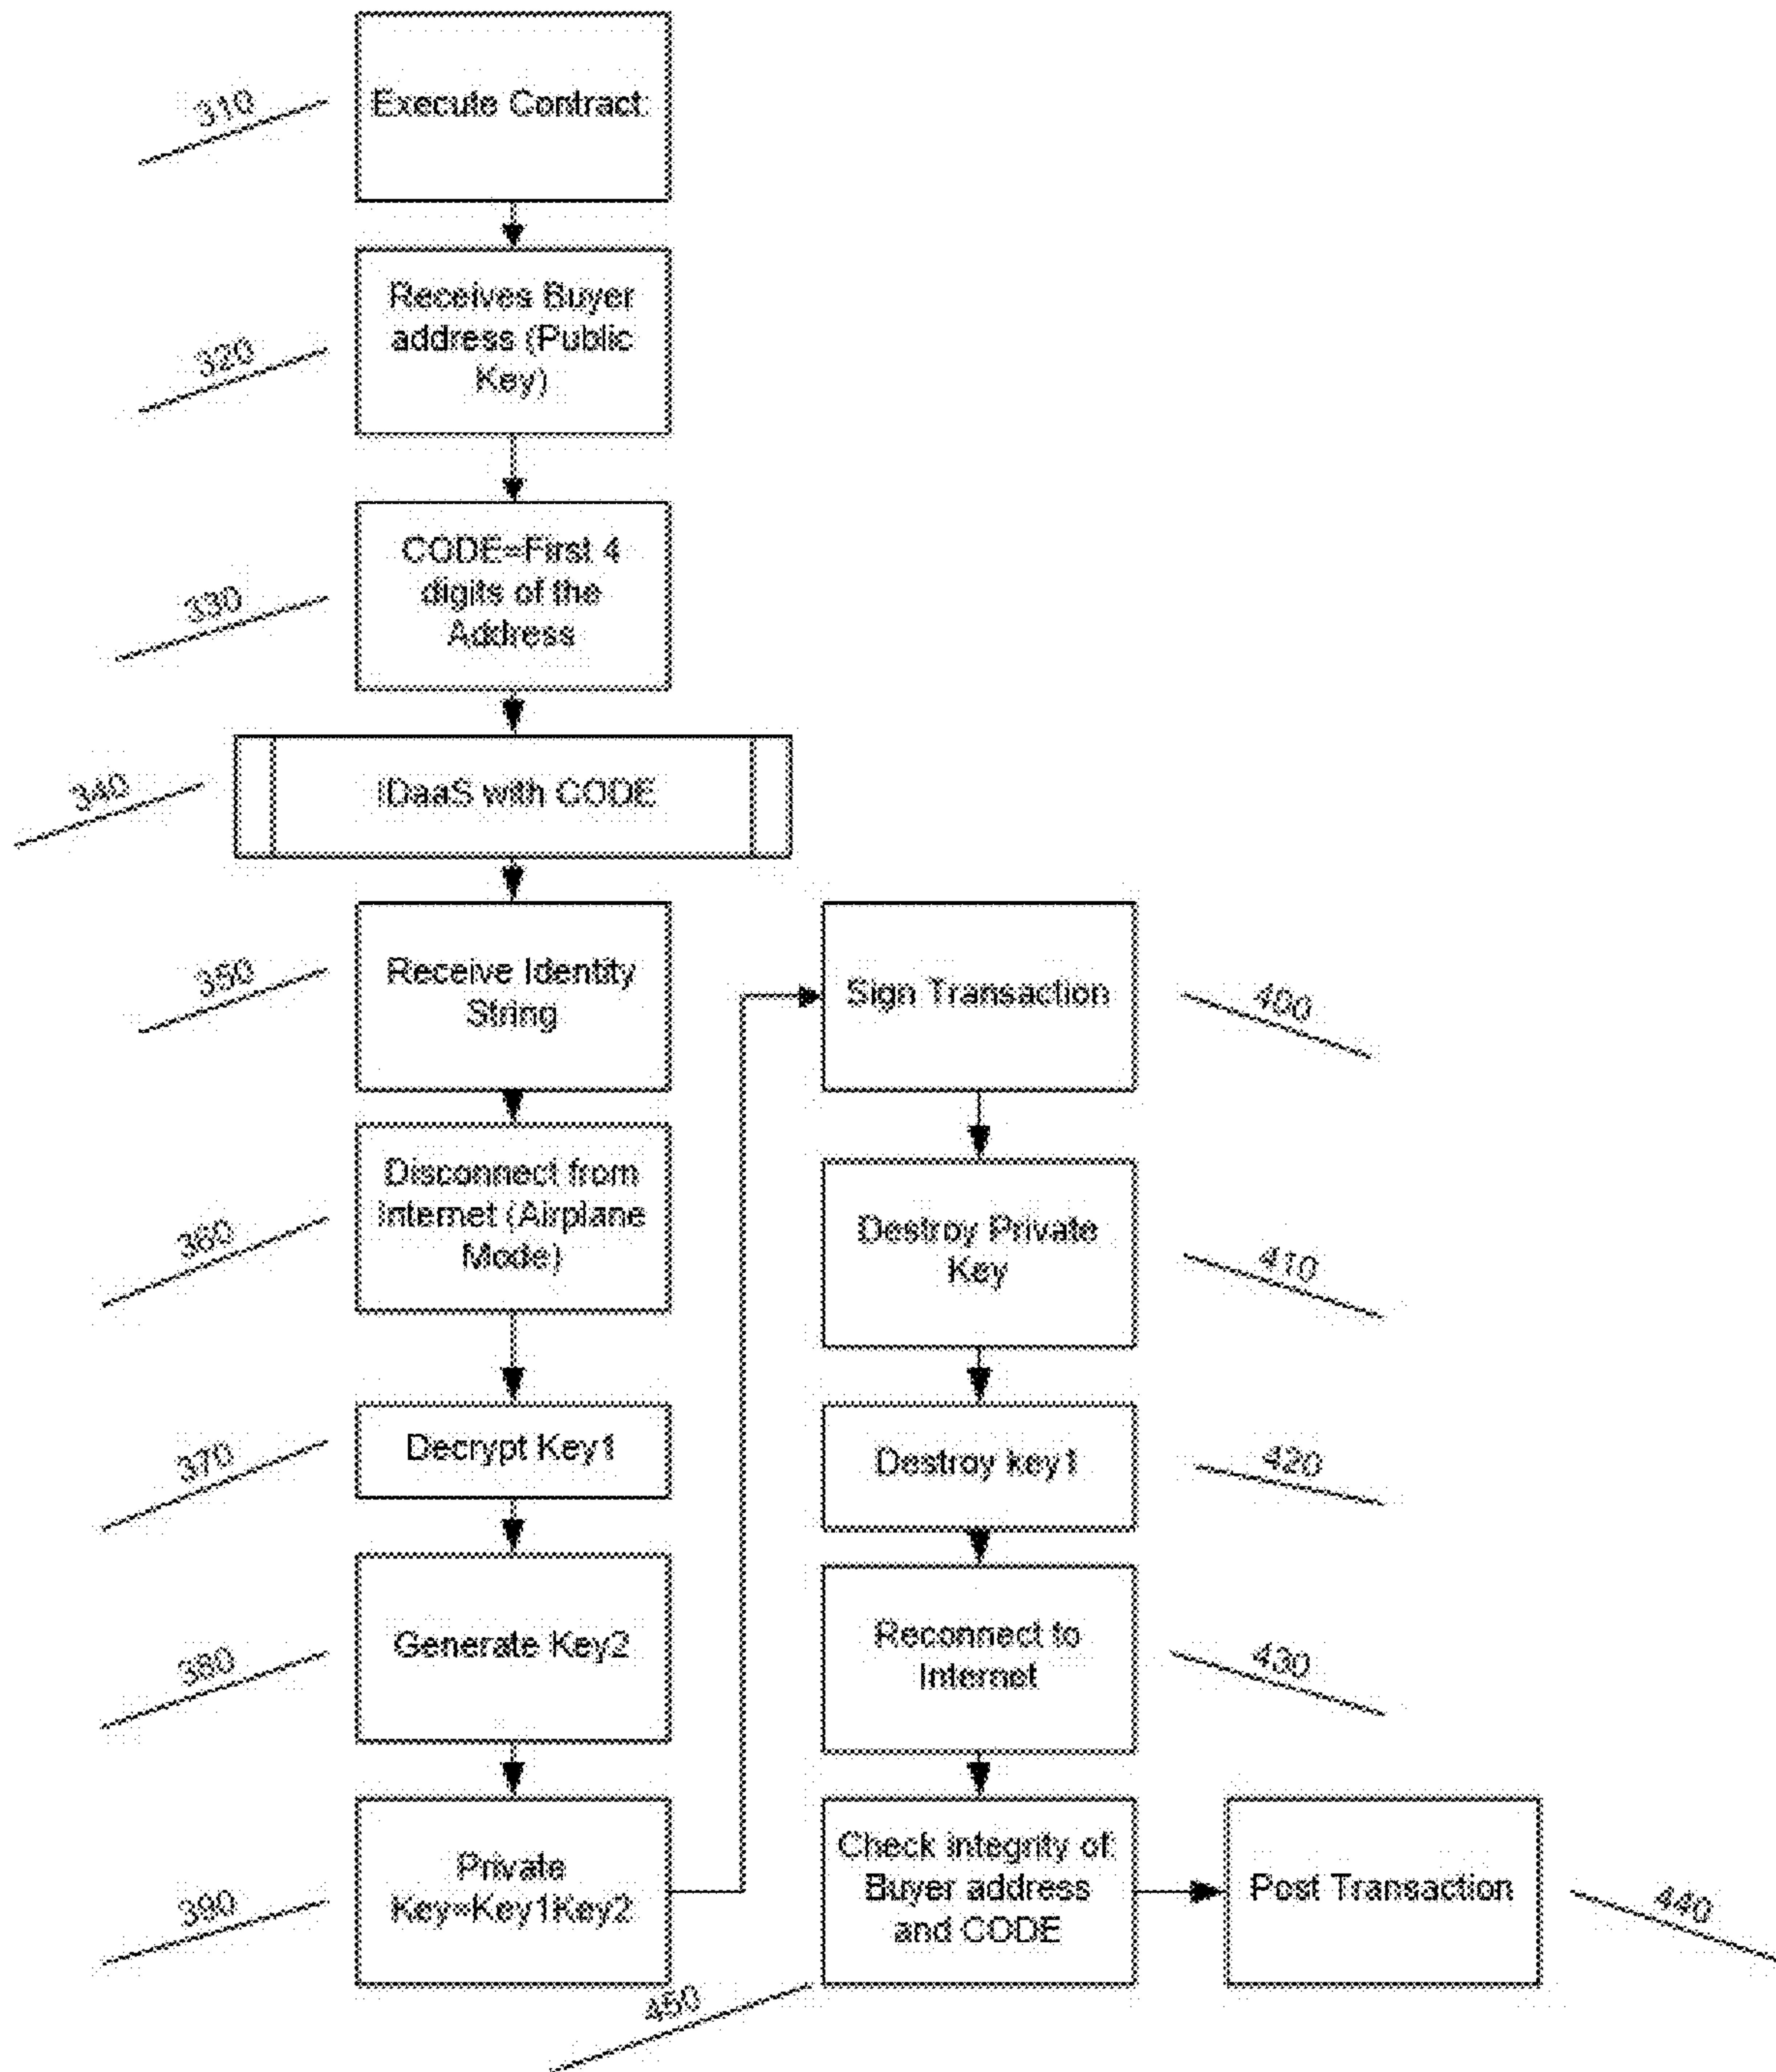 310
Execute Contract
320
Receives Buyer
address (Public
Key)
330
CODE=First 4
digits of the
Address
340
IDaaS with CODE
350
Receive Identity
String
360
Disconnect from
Internet (Airplane
Mode)
370
Decrypt Key1
380
Generate Key2
390
Private
Key=Key1Key2
Sign Transaction
400
Destroy Private
Key
410
Destroy key1
420
Reconnect to
Internet
430
Check integrity of
Buyer address
and CODE
450
Post Transaction
440